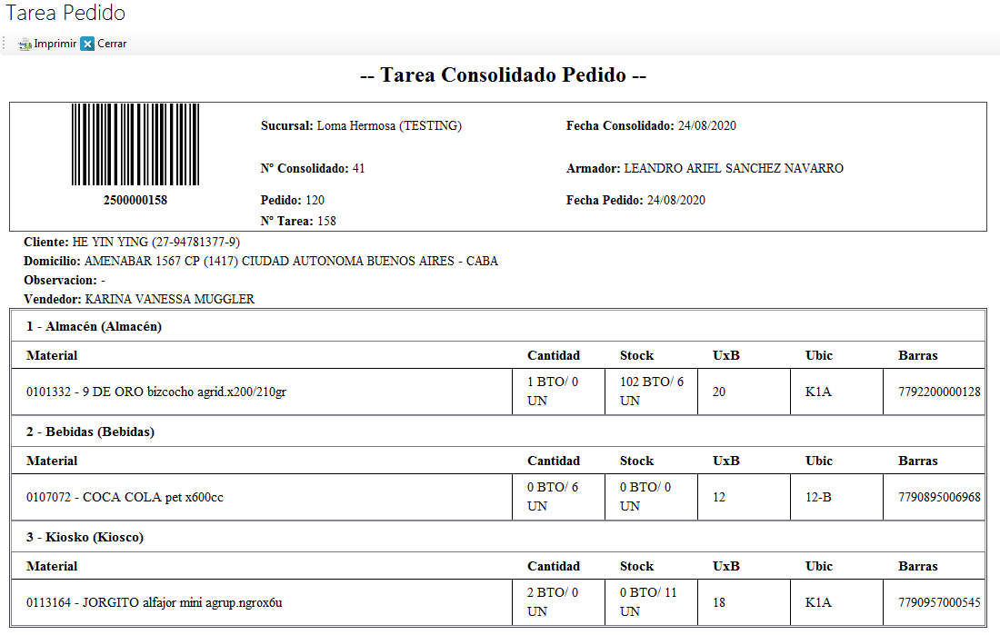 Tarea Pedido
Imprimir Cerrar
-- Tarea Consolidado Pedido --
Sucursal: Loma Hermosa (TESTING) Fecha Consolidado: 24/08/2020
Nº Consolidado: 41 Armador: LEANDRO ARIEL SANCHEZ NAVARRO
2500000158 Pedido: 120 Fecha Pedido: 24/08/2020
Nº Tarea: 158
Cliente: HE YIN YING (27-94781377-9)
Domicilio: AMENABAR 1567 CP (1417) CIUDAD AUTONOMA BUENOS AIRES - CABA
Observacion: -
Vendedor: KARINA VANESSA MUGGLER
1 - Almacén (Almacén)
Material Cantidad Stock UxB Ubic Barras
0101332 - 9 DE ORO bizcocho agrid.x200/210gr 1 BTO/ 0 UN 102 BTO/ 6 UN 20 K1A 7792200000128
2 - Bebidas (Bebidas)
Material Cantidad Stock UxB Ubic Barras
0107072 - COCA COLA pet x600cc 0 BTO/ 6 UN 0 BTO/ 0 UN 12 12-B 7790895006968
3 - Kiosko (Kiosco)
Material Cantidad Stock UxB Ubic Barras
0113164 - JORGITO alfajor mini agrup.ngrox6u 2 BTO/ 0 UN 0 BTO/ 11 UN 18 K1A 7790957000545